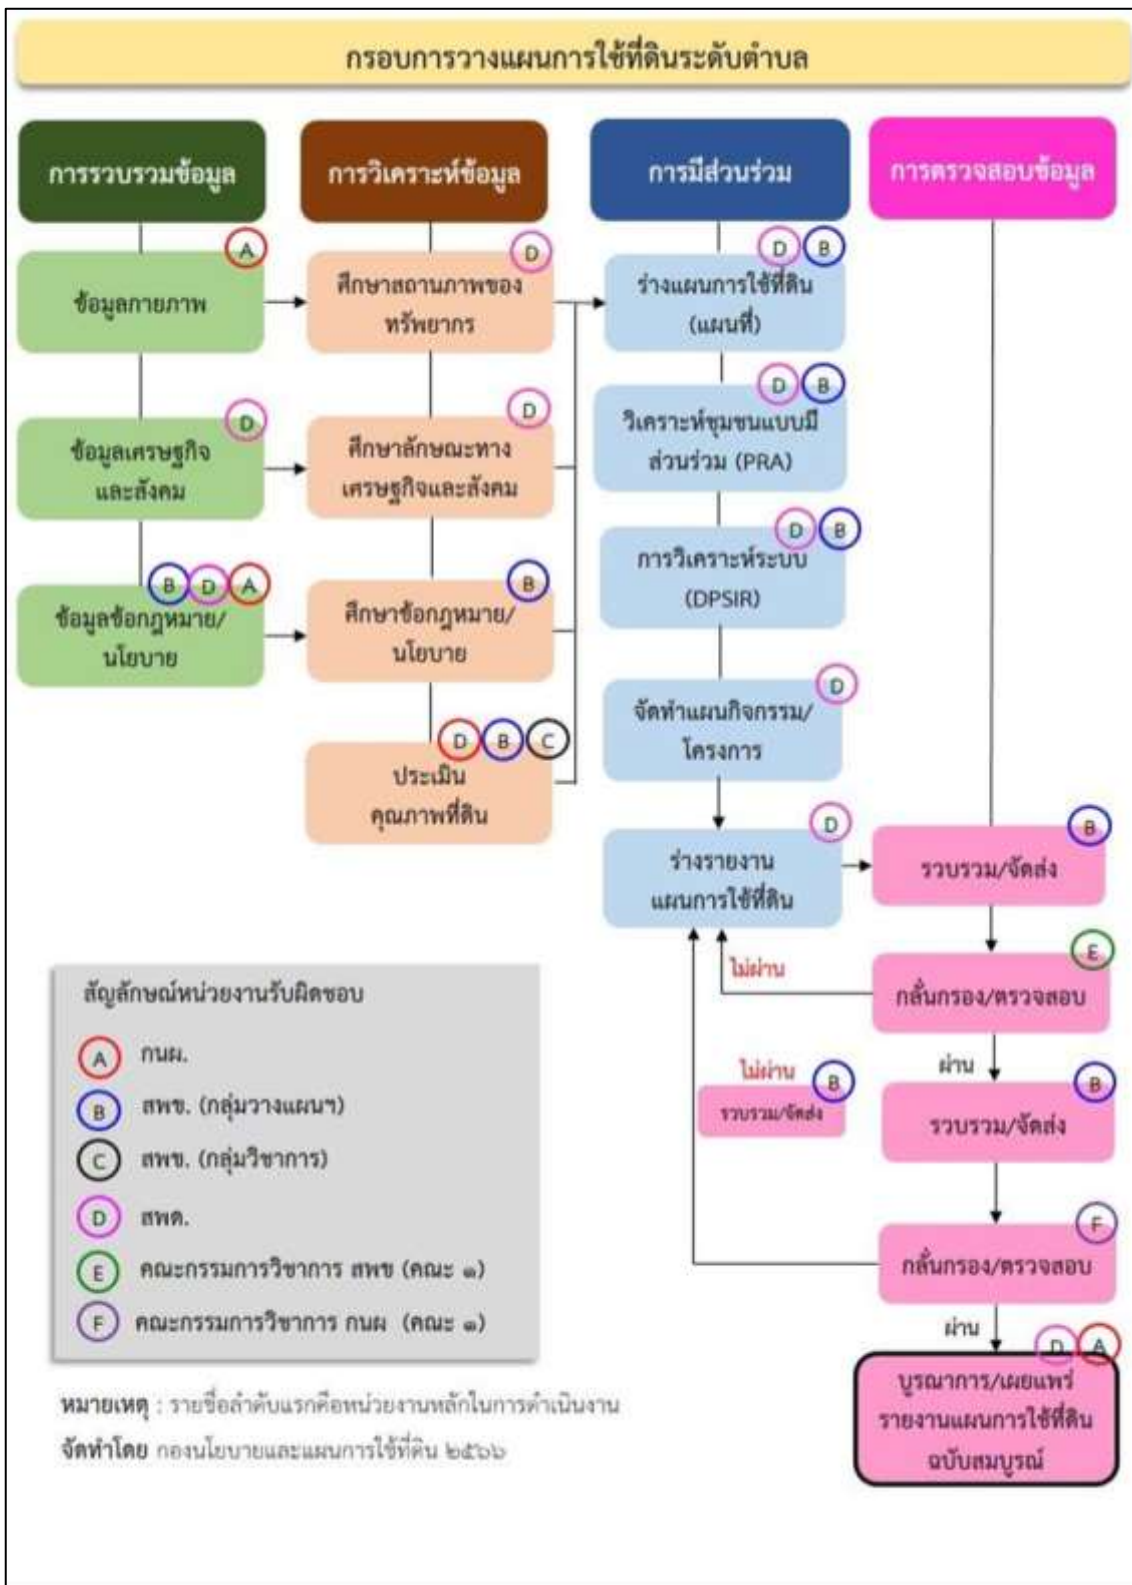 กรอบการวางแผนการใช้ที่ดินระดับตำบล
การรวบรวมข้อมูล
A
ข้อมูลกายภาพ
D
ข้อมูลเศรษฐกิจ
และสังคม
B D A
ข้อมูลข้อกฎหมาย/
นโยบาย
การวิเคราะห์ข้อมูล
D
ศึกษาสถานภาพของ
ทรัพยากร
D
ศึกษาลักษณะทาง
เศรษฐกิจและสังคม
B
ศึกษาข้อกฎหมาย/
นโยบาย
D B C
ประเมิน
คุณภาพที่ดิน
การมีส่วนร่วม
D B
ร่างแผนการใช้ที่ดิน
(แผนที่)
D B
วิเคราะห์ชุมชนแบบมี
ส่วนร่วม (PRA)
D B
การวิเคราะห์ระบบ
(DPSIR)
D
จัดทำแผนกิจกรรม/
โครงการ
D
ร่างรายงาน
แผนการใช้ที่ดิน
การตรวจสอบข้อมูล
B
รวบรวม/จัดส่ง
ไม่ผ่าน
E
กลั่นกรอง/ตรวจสอบ
ผ่าน
ไม่ผ่าน
B
รวบรวม/จัดส่ง
B
รวบรวม/จัดส่ง
F
กลั่นกรอง/ตรวจสอบ
ผ่าน
D A
บูรณาการ/เผยแพร่
รายงานแผนการใช้ที่ดิน
ฉบับสมบูรณ์
สัญลักษณ์หน่วยงานรับผิดชอบ
A กนผ.
B สพข. (กลุ่มวางแผนฯ)
C สพข. (กลุ่มวิชาการ)
D สพด.
E คณะกรรมการวิชาการ สพข (คณะ ๑)
F คณะกรรมการวิชาการ กนผ (คณะ ๑)
หมายเหตุ : รายชื่อลำดับแรกคือหน่วยงานหลักในการดำเนินงาน
จัดทำโดย กองนโยบายและแผนการใช้ที่ดิน ๒๕๖๖